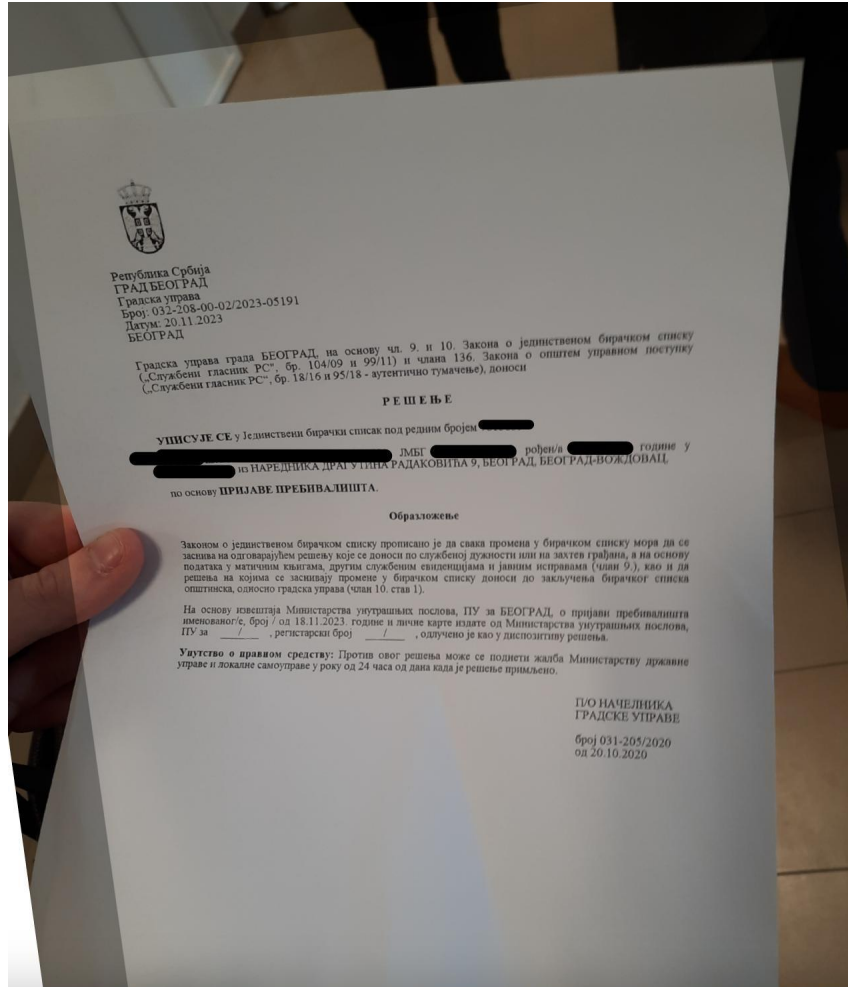 Република Србија
ГРАД БЕОГРАД
Градска управа
Број: 032-208-00-02/2023-05191
Датум: 20.11.2023
БЕОГРАД
Градска управа града БЕОГРАД, на основу чл. 9. и 10. Закона о јединственом бирачком списку
(„Службени гласник РС“, бр. 104/09 и 99/11) и члана 136. Закона о општем управном поступку
(„Службени гласник РС“, бр. 18/16 и 95/18 - аутентично тумачење), доноси
Р Е Ш Е Њ Е
УПИСУЈЕ СЕ у Јединствени бирачки списак под редним бројем
ЈМБГ рођен/а године у
из НАРЕДНИКА ДРАГУТИНА РАДАКОВИЋА 9, БЕОГРАД, БЕОГРАД-ВОЖДОВАЦ,
по основу ПРИЈАВЕ ПРЕБИВАЛИШТА.
Образложење
Законом о јединственом бирачком списку прописано је да свака промена у бирачком списку мора да се
заснива на одговарајућем решењу које се доноси по службеној дужности или на захтев грађана, а на основу
података у матичним књигама, другим службеним евиденцијама и јавним исправама (члан 9.), као и да
решења на којима се заснивају промене у бирачком списку доноси до закључења бирачког списка
општинска, односно градска управа (члан 10. став 1).
На основу извештаја Министарства унутрашњих послова, ПУ за БЕОГРАД, о пријави пребивалишта
именованог/е, број / од 18.11.2023. године и личне карте издате од Министарства унутрашњих послова,
ПУ за / , регистарски број / , одлучено је као у диспозитиву решења.
Упутство о правном средству: Против овог решења може се поднети жалба Министарству државне
управе и локалне самоуправе у року од 24 часа од дана када је решење примљено.
П/О НАЧЕЛНИКА
ГРАДСКЕ УПРАВЕ
број 031-205/2020
од 20.10.2020